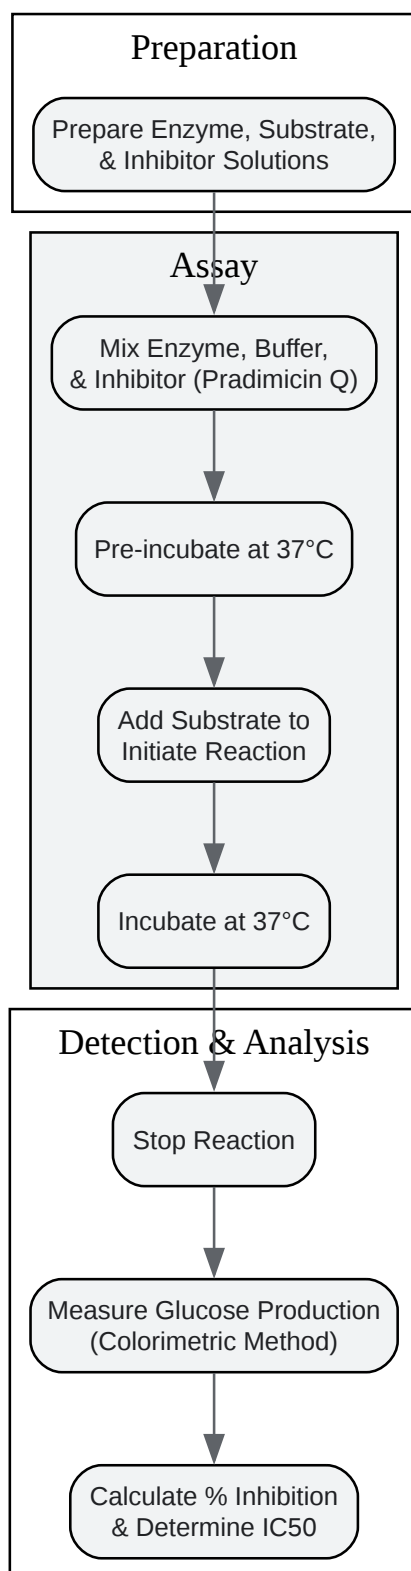 Preparation
Prepare Enzyme, Substrate,
& Inhibitor Solutions
Assay
Mix Enzyme, Buffer,
& Inhibitor (Pradimicin Q)
Pre-incubate at 37°C
Add Substrate to
Initiate Reaction
Incubate at 37°C
Detection & Analysis
Stop Reaction
Measure Glucose Production
(Colorimetric Method)
Calculate % Inhibition
& Determine IC50